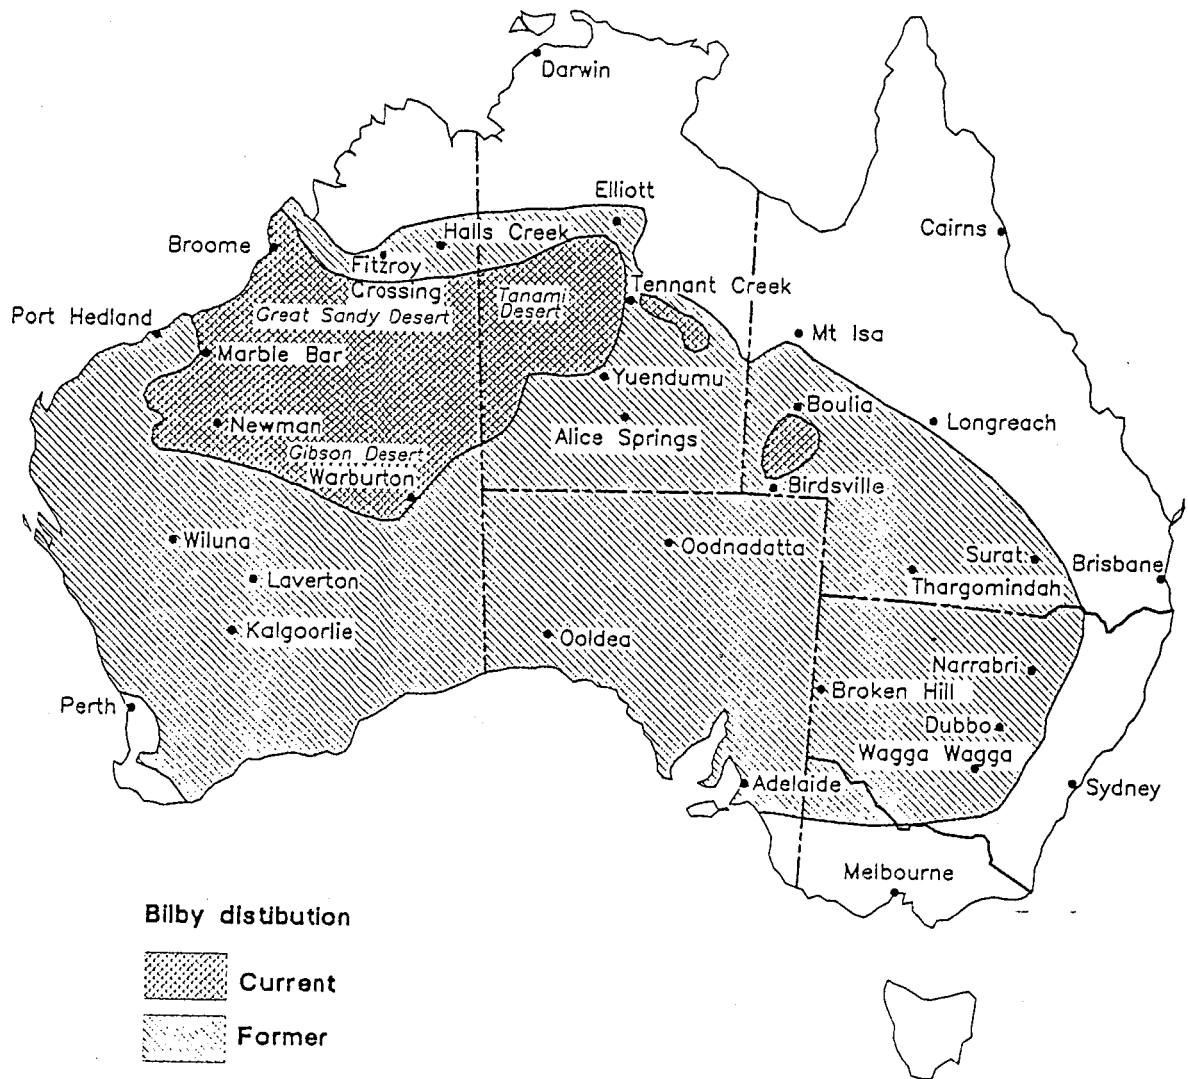 Darwin
Elliott
Cairns
Broome
Halls Creek
Fitzroy
Crossing
Tanami
Desert
Tennant Creek
Great Sandy Desert
Port Hedland
Mt Isa
Marble Bar
Yuendumu
Boulia
Longreach
Newman
Alice Springs
Gibson Desert
Warburton
Birdsville
Wiluna
Oodnadatta
Surat
Brisbane
Laverton
Thargomindah
Kalgoorlie
Ooldea
Narrabri
Perth
Broken Hill
Dubbo
Wagga Wagga
Adelaide
Sydney
Melbourne
Bilby distibution
Current
Former